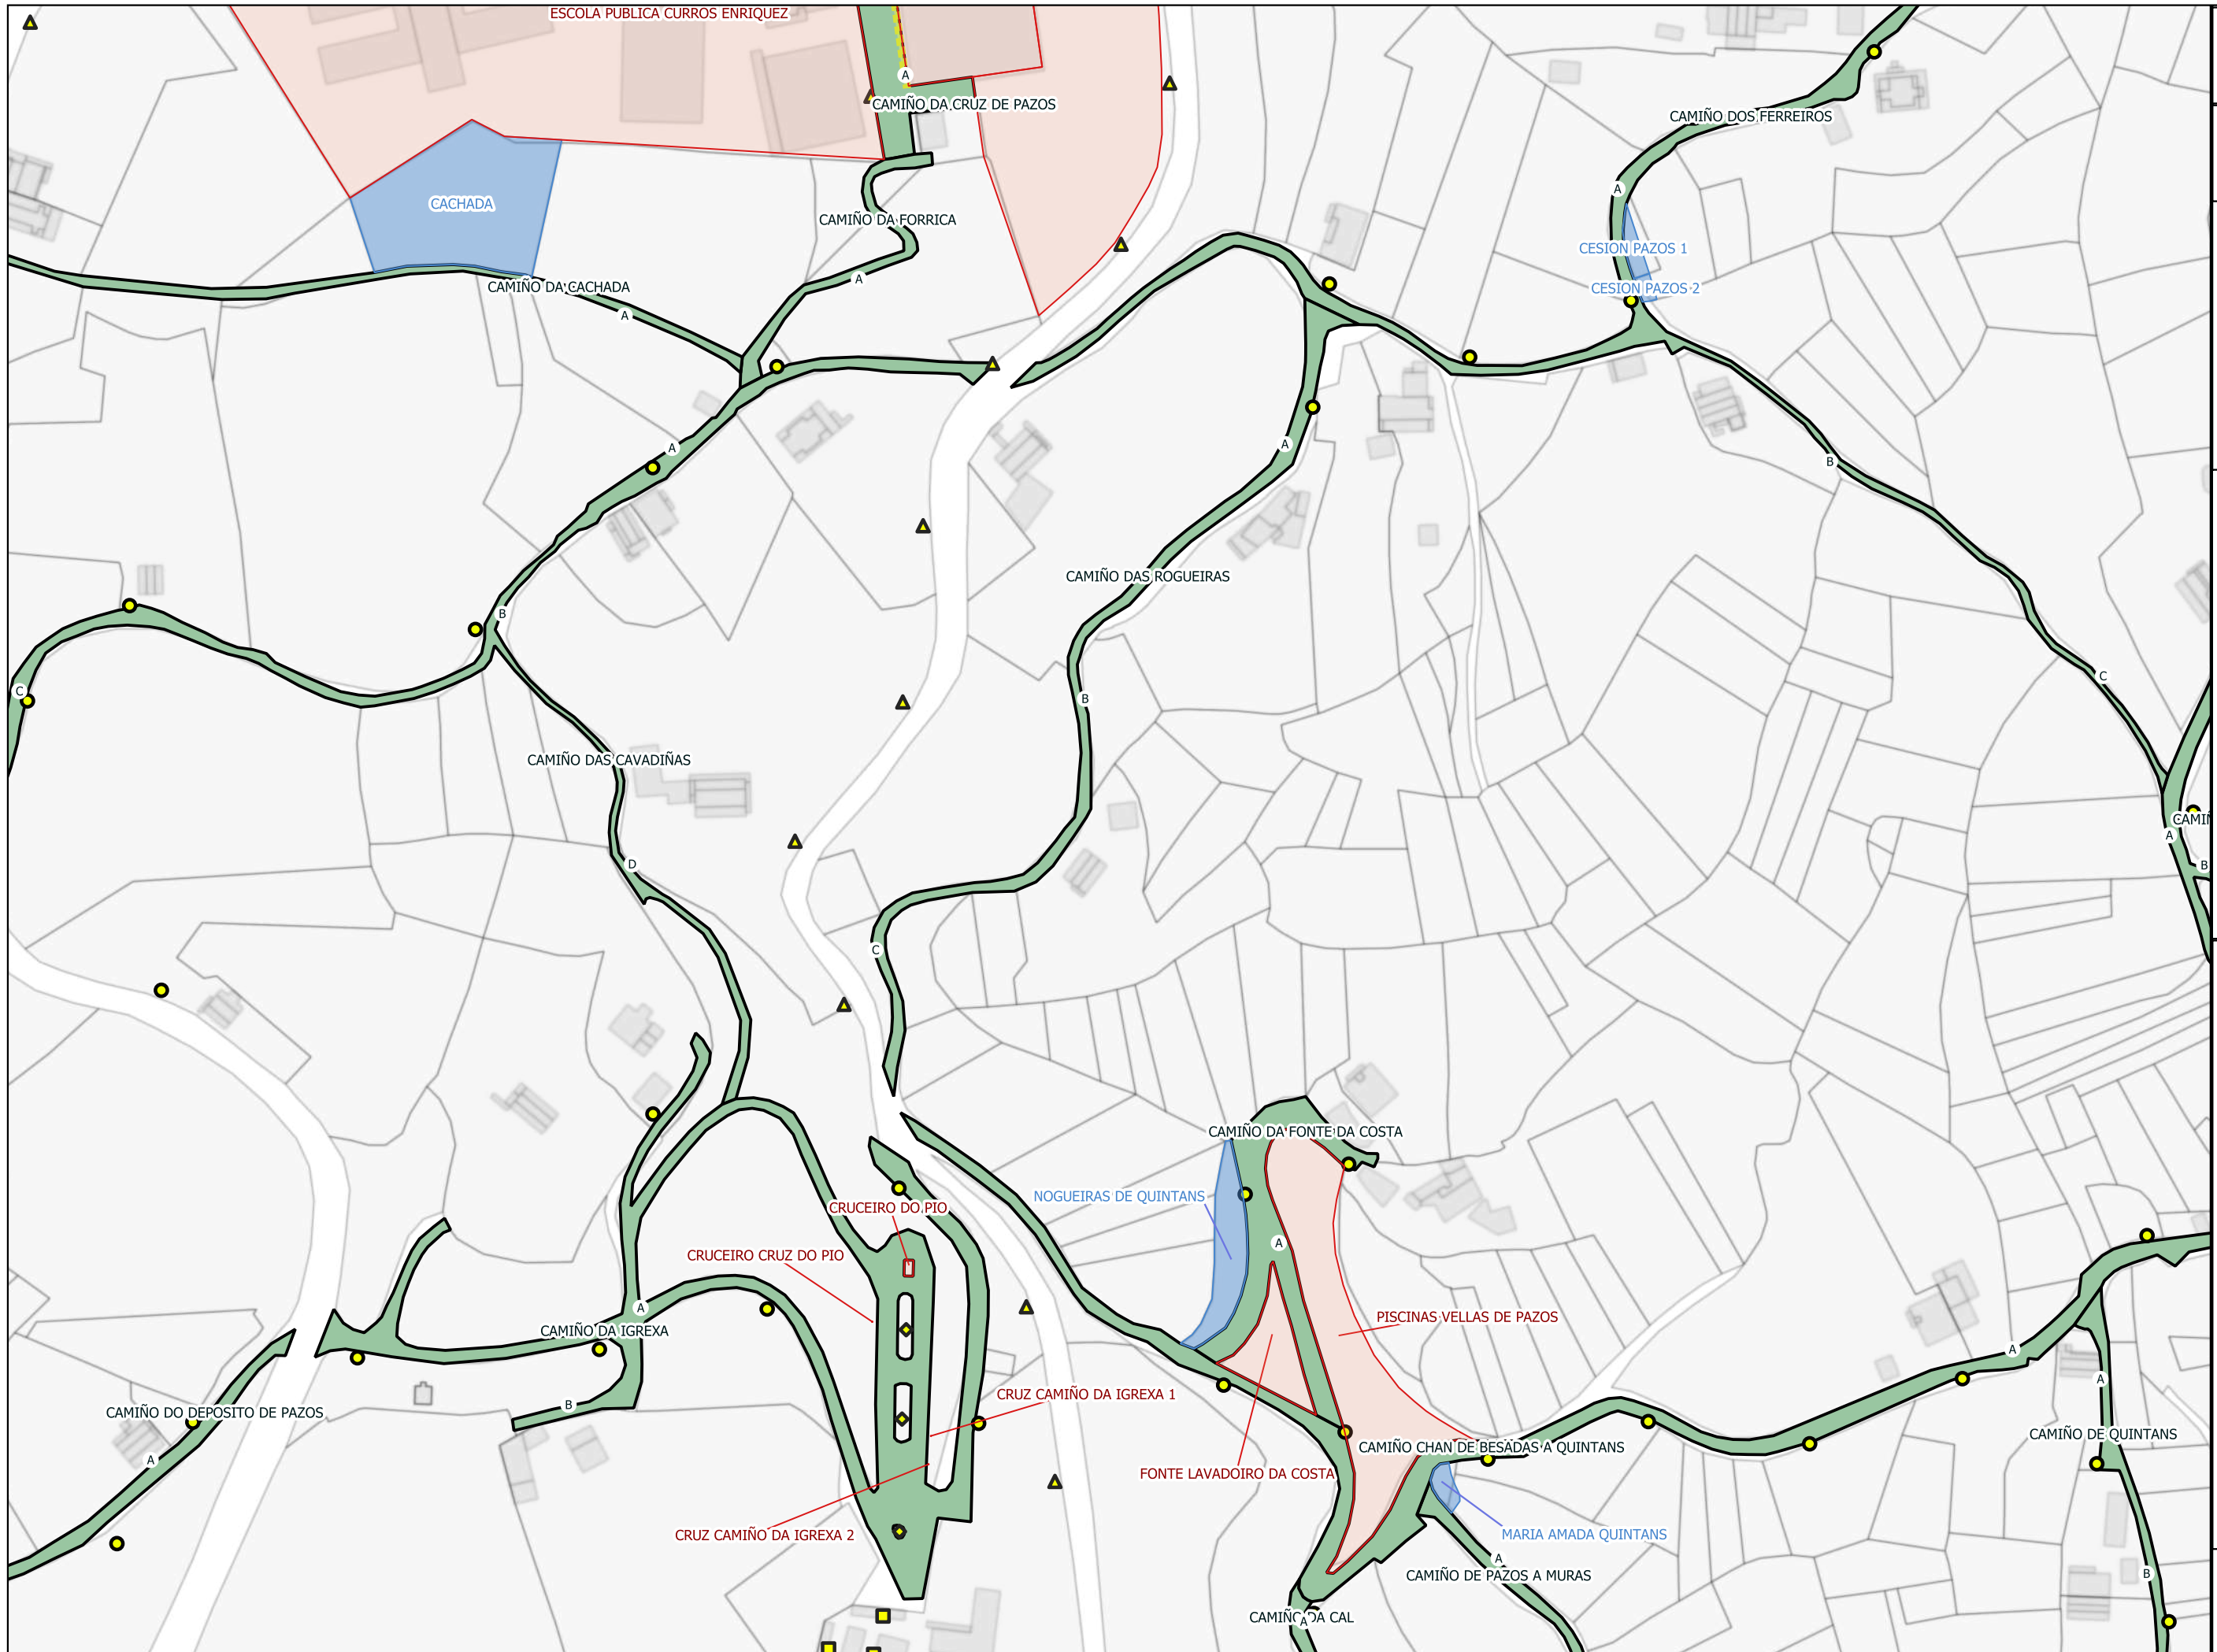 ESCOLA PUBLICA CURROS ENRIQUEZ
A
CAMIÑO DA CRUZ DE PAZOS
CAMIÑO DOS FERREIROS
A
CACHADA
CAMIÑO DA FORRICA
CESION PAZOS 1
A
CAMIÑO DA CACHADA
CESION PAZOS 2
A
A
A
B
CAMIÑO DAS ROGUEIRAS
B
C
C
B
CAMIÑO DAS CAVADIÑAS
CAMIÑ
A
D
B
C
CAMIÑO DA FONTE DA COSTA
NOGUEIRAS DE QUINTANS
CRUCEIRO DO PIO
A
CRUCEIRO CRUZ DO PIO
A
PISCINAS VELLAS DE PAZOS
CAMIÑO DA IGREXA
A
A
CRUZ CAMIÑO DA IGREXA 1
B
CAMIÑO DO DEPOSITO DE PAZOS
CAMIÑO DE QUINTANS
CAMIÑO CHAN DE BESADAS A QUINTANS
A
FONTE LAVADOIRO DA COSTA
CRUZ CAMIÑO DA IGREXA 2
MARIA AMADA QUINTANS
A
CAMIÑO DE PAZOS A MURAS
B
CAMIÑO DA CAL
A